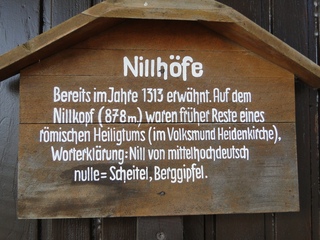 Nillhöfe
Bereits im Jahre 1313 erwähnt. Auf dem
Nillkopf (878m) waren früher Reste eines
römischen Heiligtums (im Volksmund Heidenkirche),
Worterklärung: Nill von mittelhochdeutsch
nulle = Scheitel, Berggipfel.